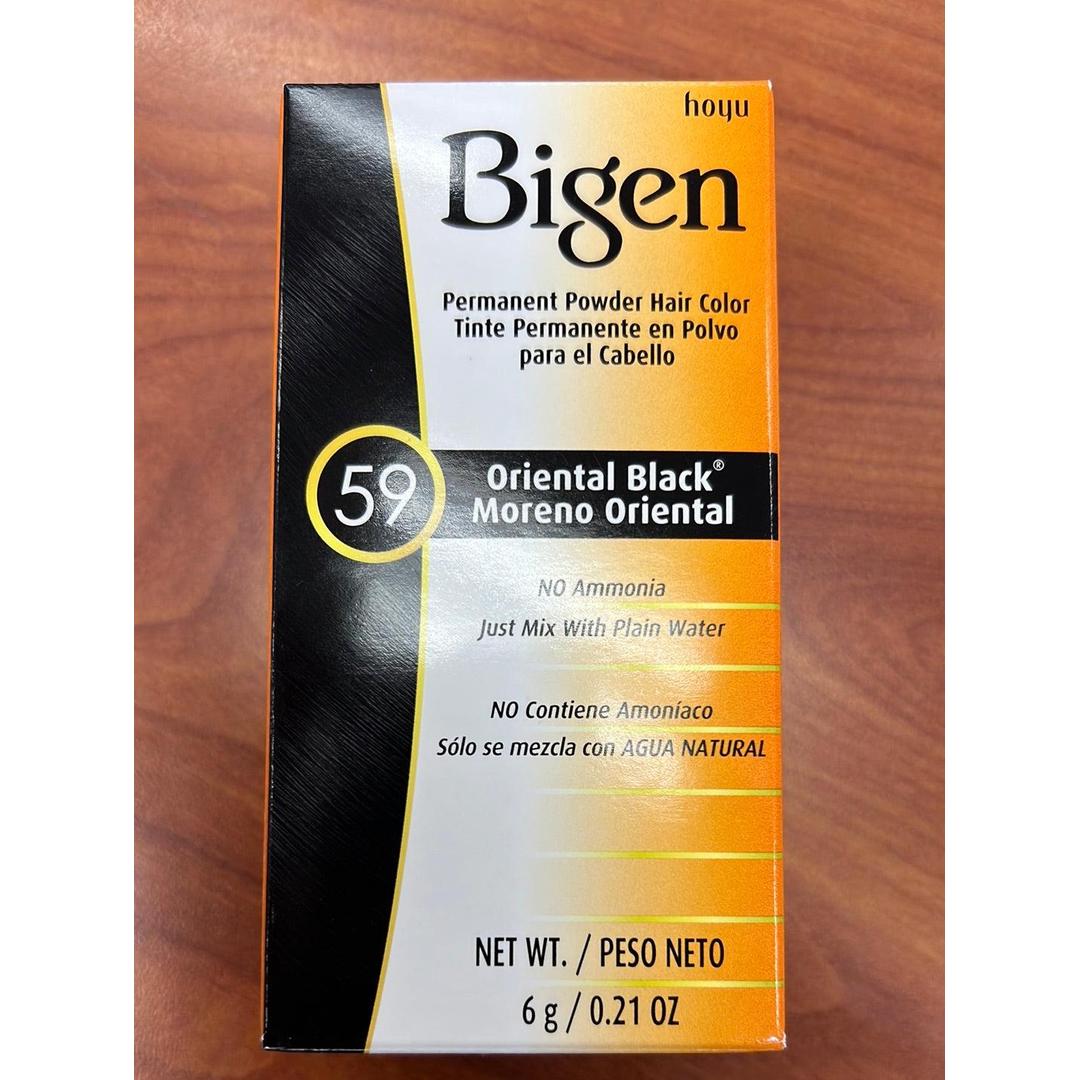 hoyu
Bigen
Permanent Powder Hair Color
Tinte Permanente en Polvo
para el Cabello
59
Oriental Black®
Moreno Oriental
NO Ammonia
Just Mix With Plain Water
NO Contiene Amoníaco
Sólo se mezcla con AGUA NATURAL
NET WT. / PESO NETO
6 g / 0.21 OZ